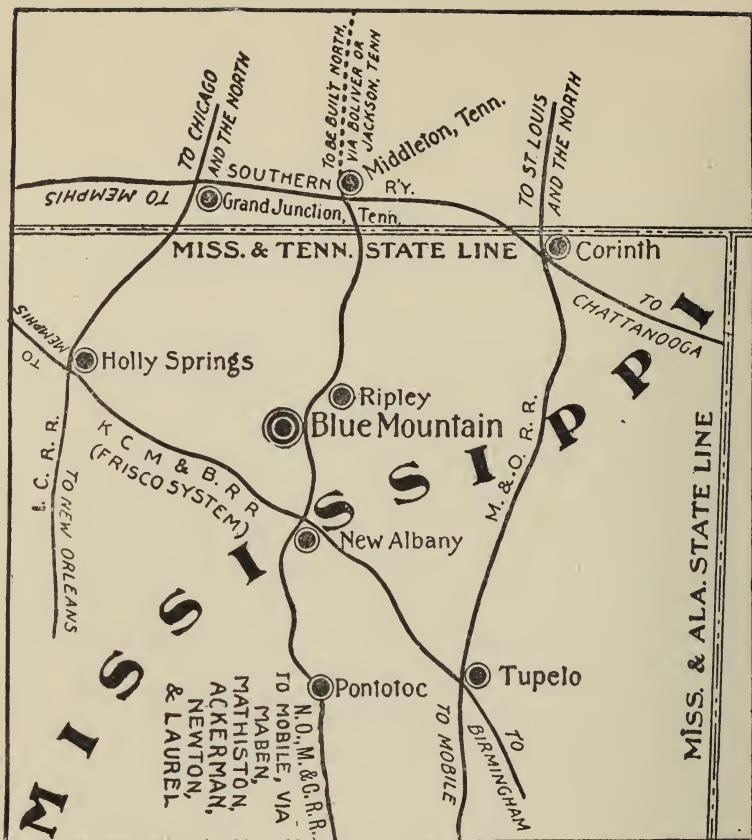 TO CHICAGO
AND THE NORTH
TO BE BUILT NORTH,
VIA BOLIVER OR
JACKSON, TENN
Middleton, Tenn.
TO ST. LOUIS
AND THE NORTH
SOUTHERN R'Y.
TO MEMPHIS
Grand Junction, Tenn.
MISS. & TENN. STATE LINE
Corinth
TO
CHATTANOOGA
TO MEMPHIS
Holly Springs
Ripley
Blue Mountain
K C M & B. R R
(FRISCO SYSTEM)
I. C. R. R.
TO NEW ORLEANS
M. & O. R. R.
MISSISSIPPI
MISS. & ALA. STATE LINE
New Albany
Pontotoc
Tupelo
N.O., M. & C. R. R.
TO MOBILE, VIA
MABEN,
MATHISTON,
ACKERMAN,
NEWTON,
& LAUREL
TO MOBILE
TO
BIRMINGHAM